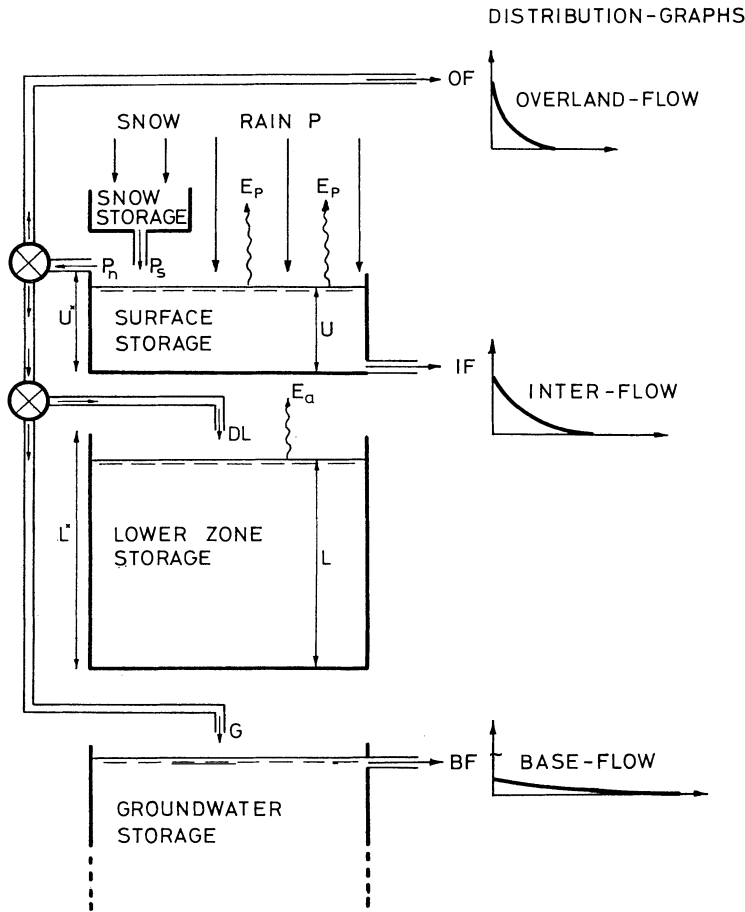 DISTRIBUTION-GRAPHS
OF
OVERLAND-FLOW
SNOW
RAIN P
SNOW
STORAGE
Ep
Ep
Pn
Ps
U*
SURFACE
STORAGE
U
IF
INTER-FLOW
Ea
DL
L*
LOWER ZONE
STORAGE
L
G
BF
~
BASE-FLOW
GROUNDWATER
STORAGE